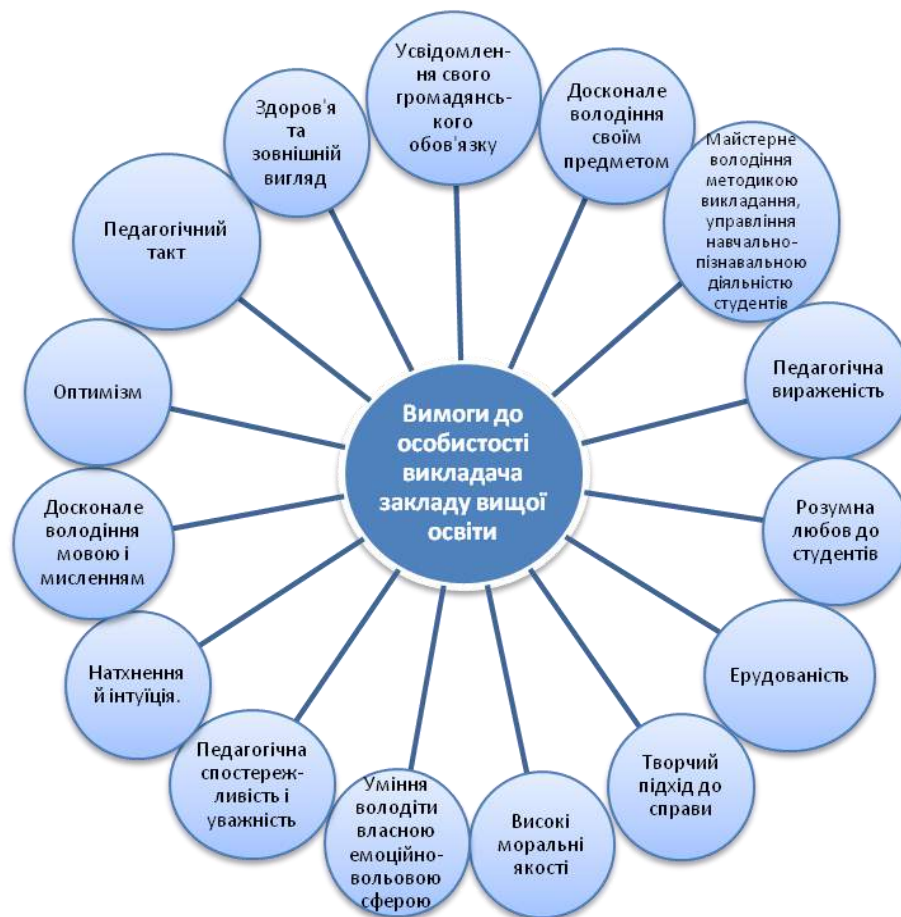 Усвідомлен-
ня свого
громадянсь-
кого
обов'язку
Досконале
володіння
своїм
предметом
Майстерне
володіння
методикою
викладання,
управління
навчально-
пізнавальною
діяльністю
студентів
Педагогічна
вираженість
Розумна
любов до
студентів
Ерудованість
Творчий
підхід до
справи
Високі
моральні
якості
Уміння
володіти
власною
емоційно-
вольовою
сферою
Педагогічна
спостереж-
ливість і
уважність
Натхнення
й інтуїція.
Досконале
володіння
мовою і
мисленням
Оптимізм
Педагогічний
такт
Здоров'я
та
зовнішній
вигляд
Вимоги до
особистості
викладача
закладу вищої
освіти